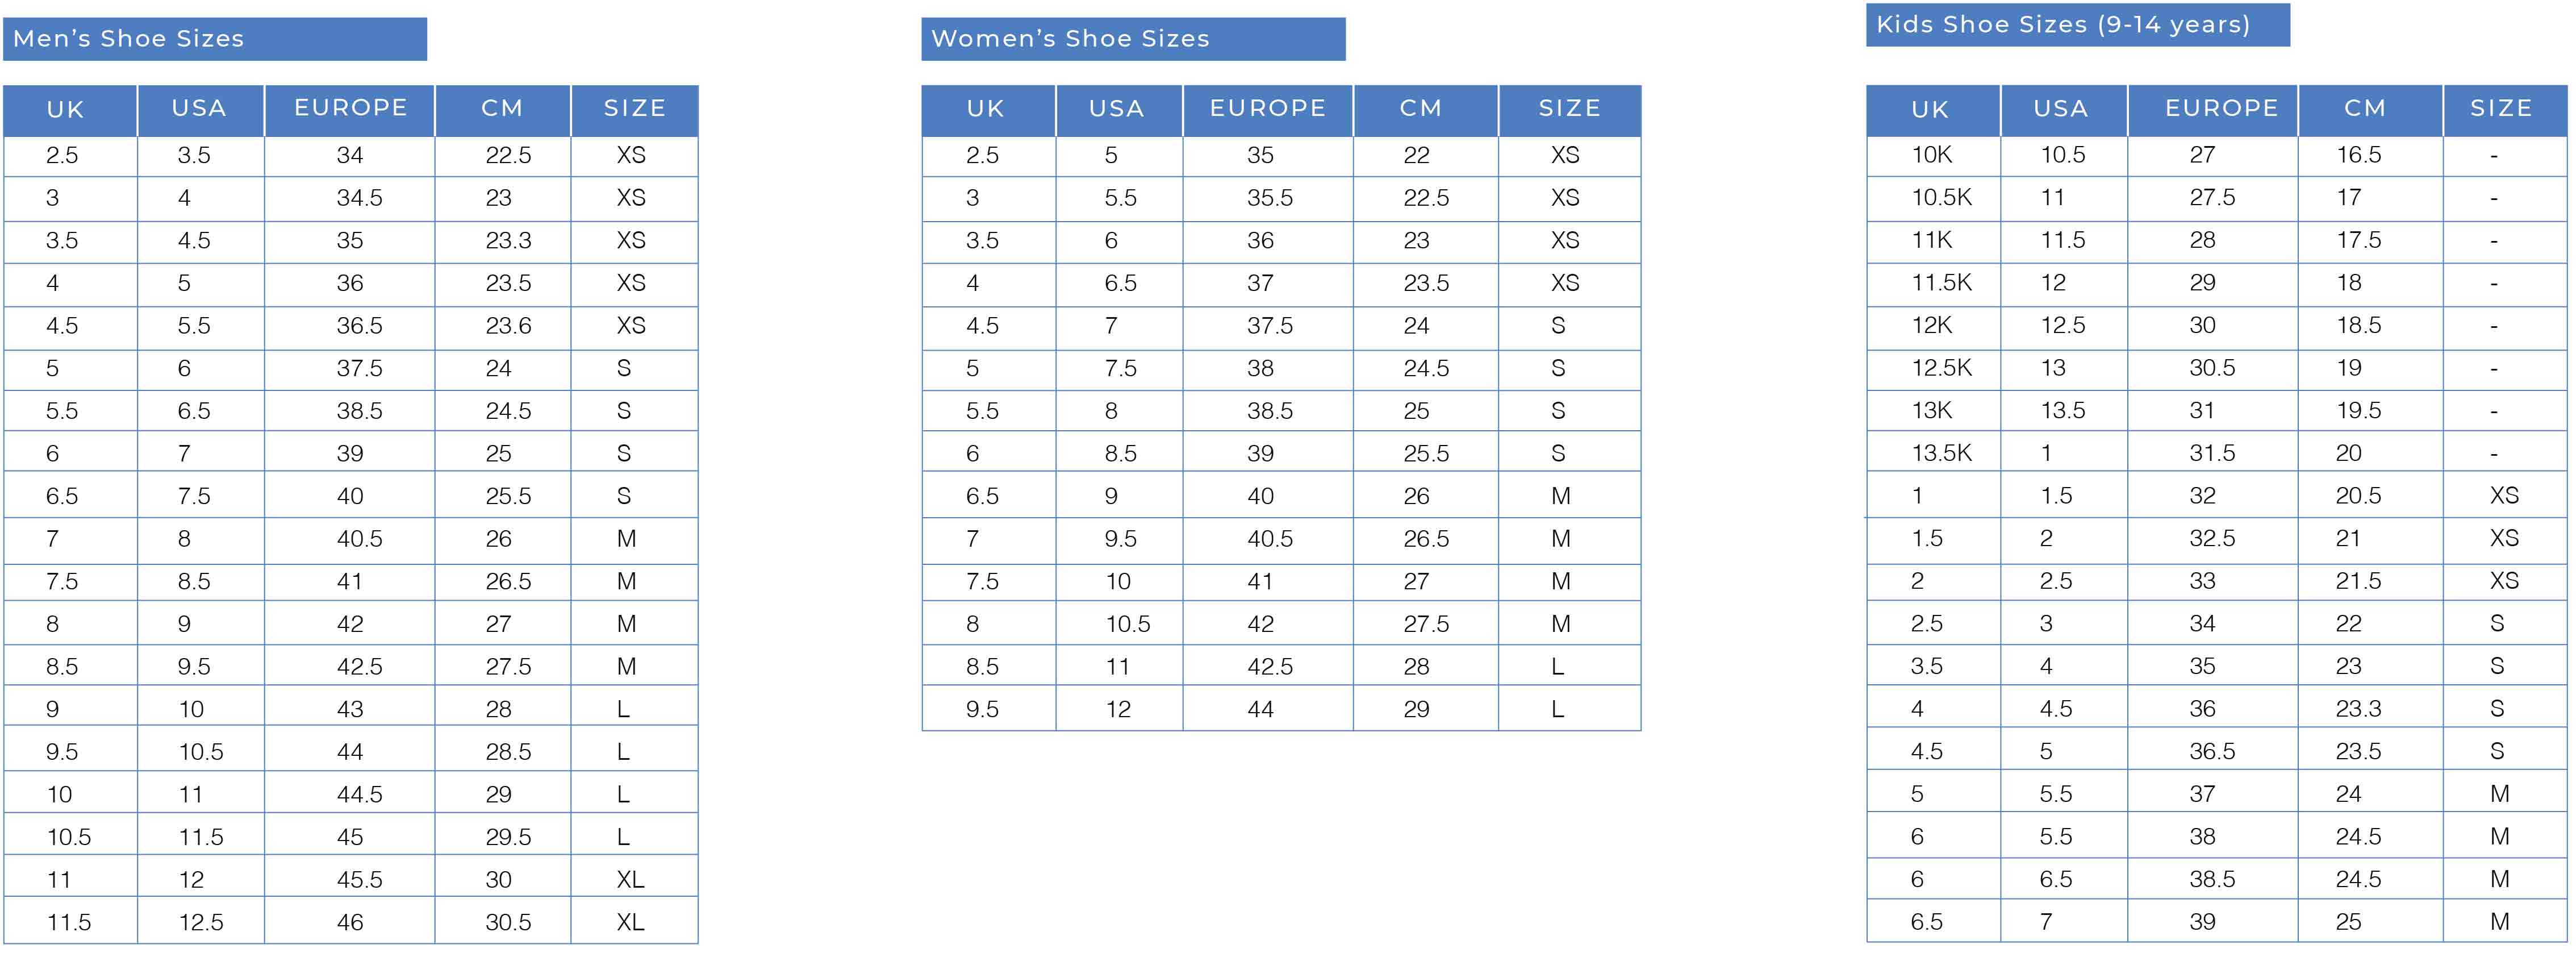 Men’s Shoe Sizes
UK USA EUROPE CM SIZE
2.5 3.5 34 22.5 XS
3 4 34.5 23 XS
3.5 4.5 35 23.3 XS
4 5 36 23.5 XS
4.5 5.5 36.5 23.6 XS
5 6 37.5 24 S
5.5 6.5 38.5 24.5 S
6 7 39 25 S
6.5 7.5 40 25.5 S
7 8 40.5 26 M
7.5 8.5 41 26.5 M
8 9 42 27 M
8.5 9.5 42.5 27.5 M
9 10 43 28 L
9.5 10.5 44 28.5 L
10 11 44.5 29 L
10.5 11.5 45 29.5 L
11 12 45.5 30 XL
11.5 12.5 46 30.5 XL
Women’s Shoe Sizes
UK USA EUROPE CM SIZE
2.5 5 35 22 XS
3 5.5 35.5 22.5 XS
3.5 6 36 23 XS
4 6.5 37 23.5 XS
4.5 7 37.5 24 S
5 7.5 38 24.5 S
5.5 8 38.5 25 S
6 8.5 39 25.5 S
6.5 9 40 26 M
7 9.5 40.5 26.5 M
7.5 10 41 27 M
8 10.5 42 27.5 M
8.5 11 42.5 28 L
9.5 12 44 29 L
Kids Shoe Sizes (9-14 years)
UK USA EUROPE CM SIZE
10K 10.5 27 16.5 -
10.5K 11 27.5 17 -
11K 11.5 28 17.5 -
11.5K 12 29 18 -
12K 12.5 30 18.5 -
12.5K 13 30.5 19 -
13K 13.5 31 19.5 -
13.5K 1 31.5 20 -
1 1.5 32 20.5 XS
1.5 2 32.5 21 XS
2 2.5 33 21.5 XS
2.5 3 34 22 S
3.5 4 35 23 S
4 4.5 36 23.3 S
4.5 5 36.5 23.5 S
5 5.5 37 24 M
6 5.5 38 24.5 M
6 6.5 38.5 24.5 M
6.5 7 39 25 M